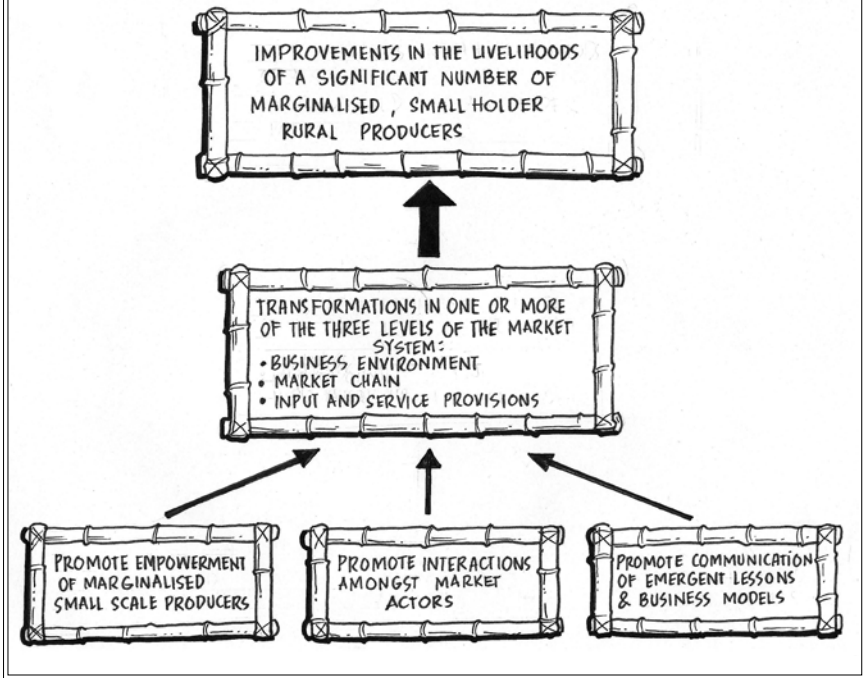 IMPROVEMENTS IN THE LIVELIHOODS
OF A SIGNIFICANT NUMBER OF
MARGINALISED, SMALL HOLDER
RURAL PRODUCERS
TRANSFORMATIONS IN ONE OR MORE
OF THE THREE LEVELS OF THE MARKET
SYSTEM:
• BUSINESS ENVIRONMENT
• MARKET CHAIN
• INPUT AND SERVICE PROVISIONS
PROMOTE EMPOWERMENT
OF MARGINALISED
SMALL SCALE PRODUCERS
PROMOTE INTERACTIONS
AMONGST MARKET
ACTORS
PROMOTE COMMUNICATION
OF EMERGENT LESSONS
& BUSINESS MODELS